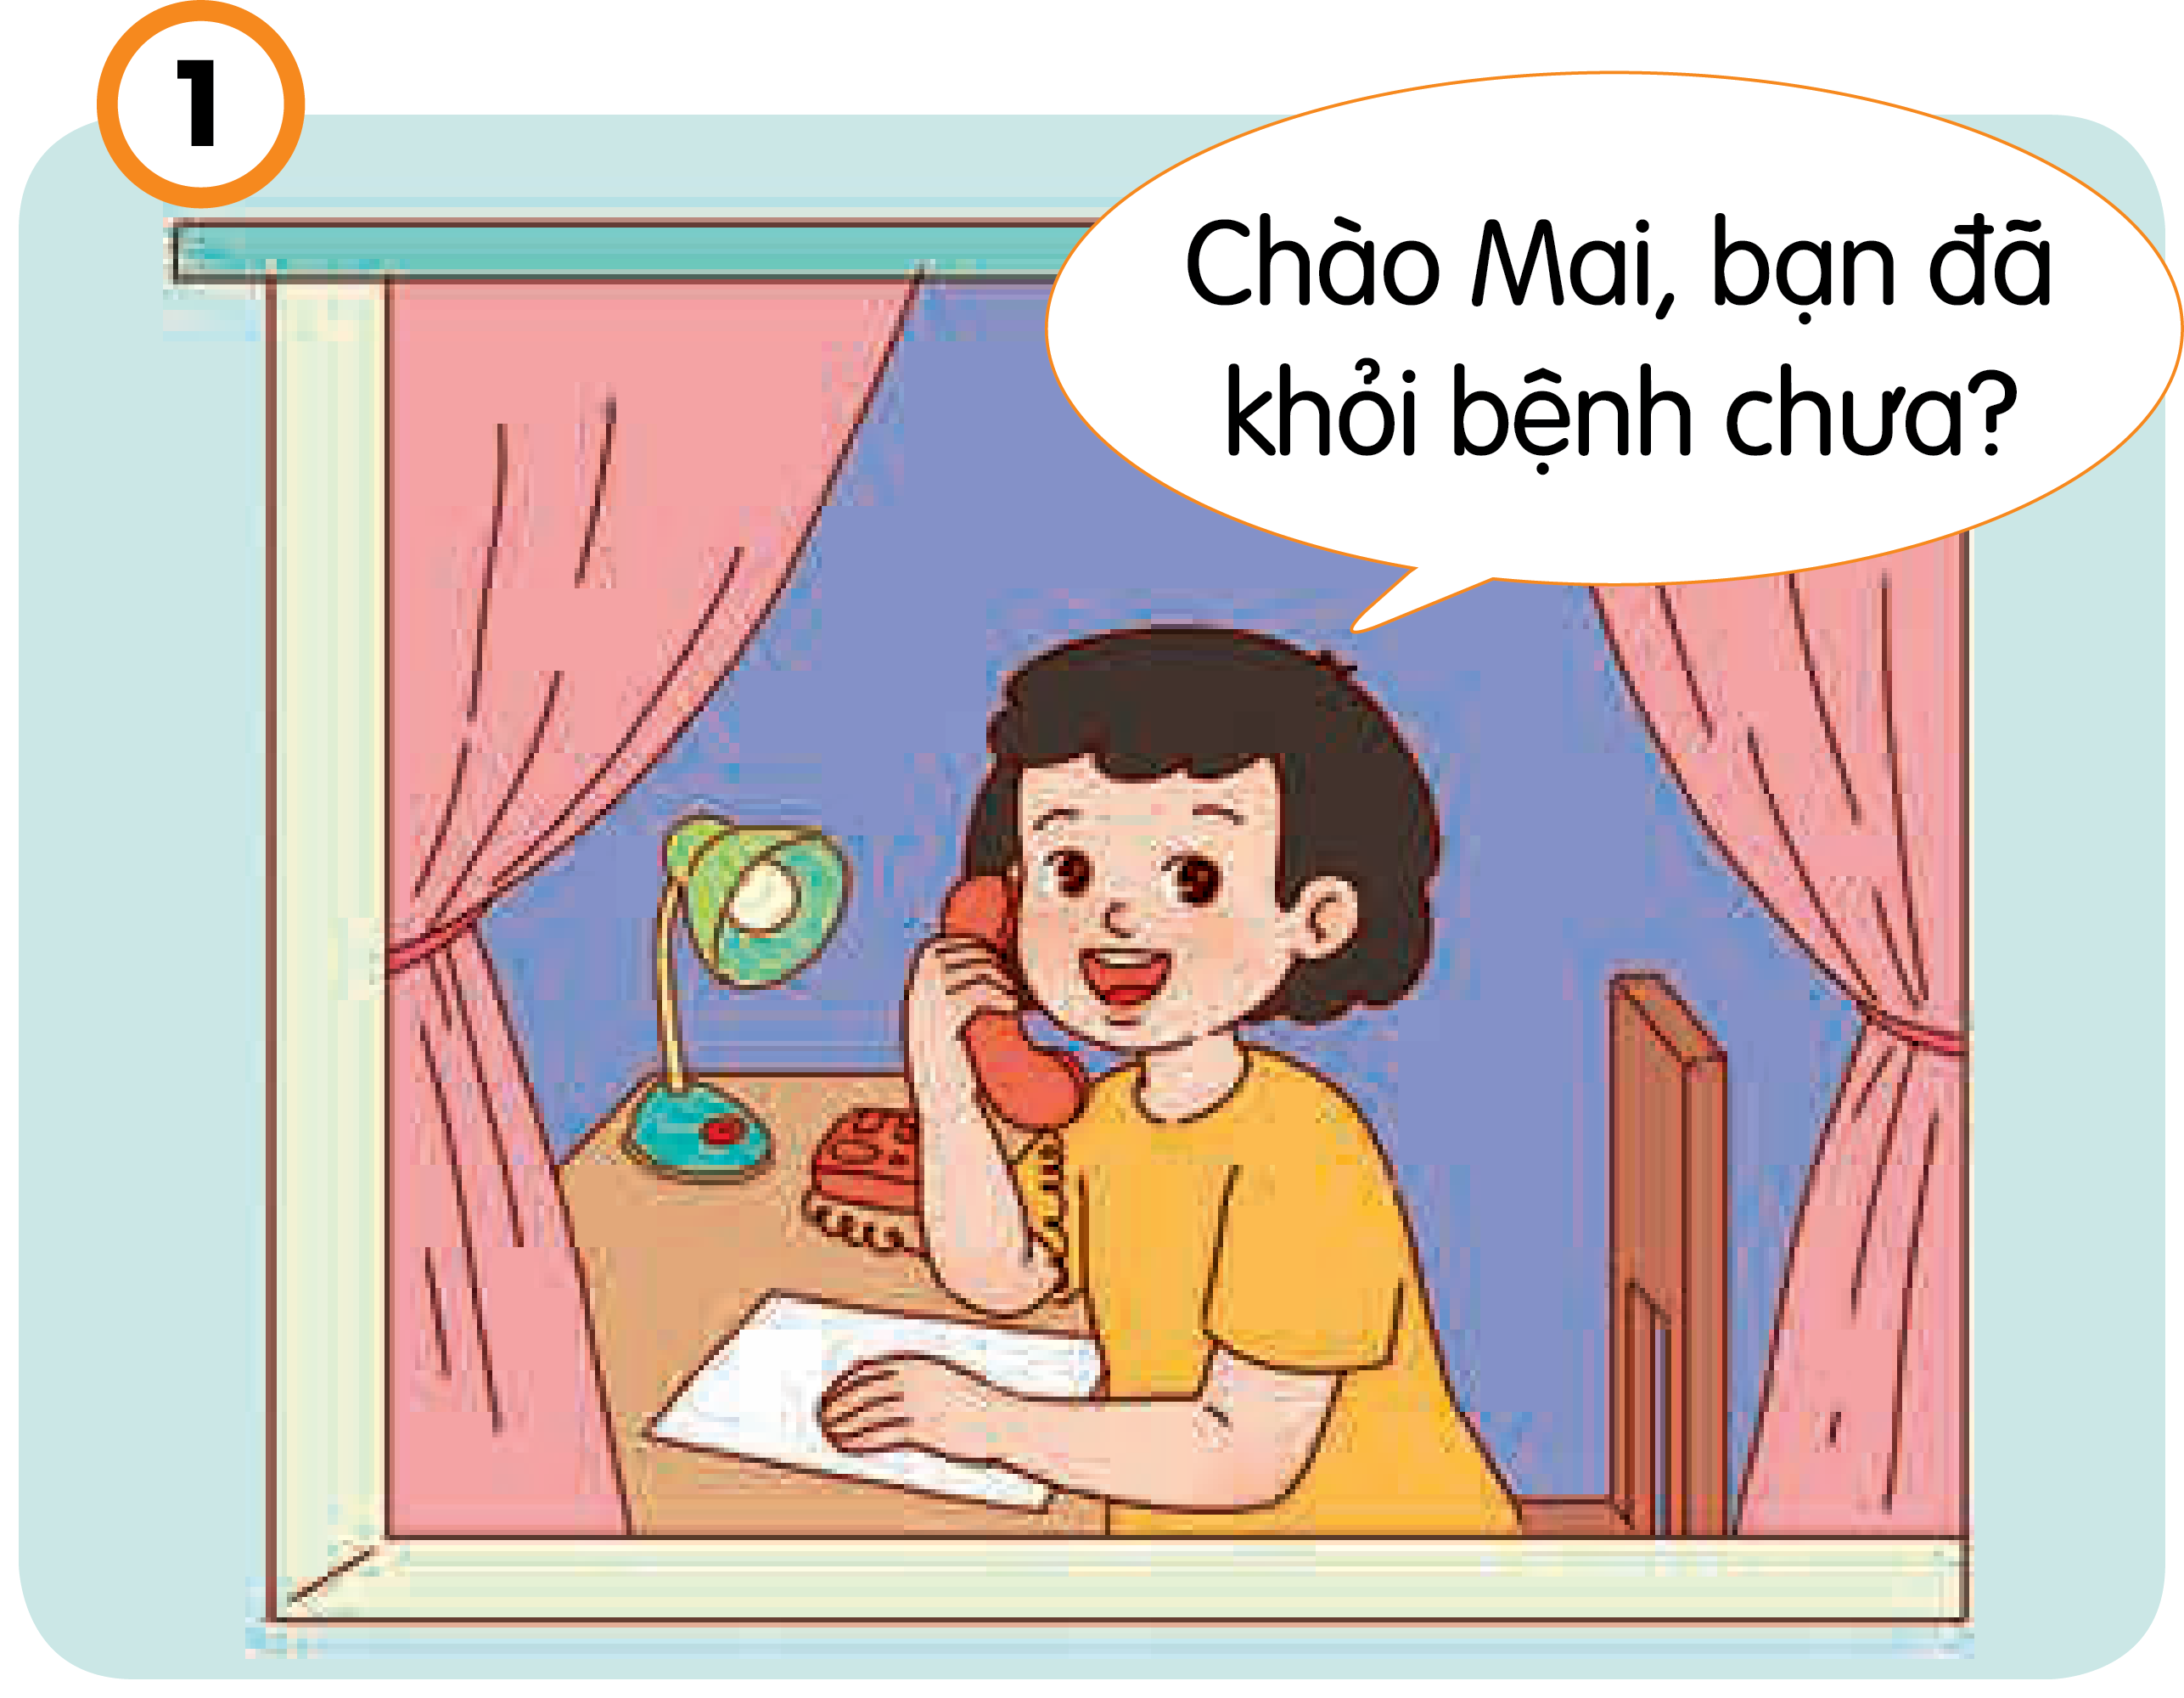 1
Chào Mai, bạn đã
khỏi bệnh chưa?